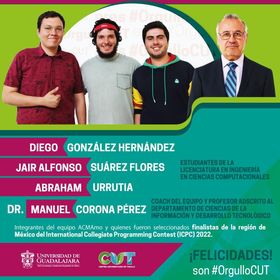 son #OrgulloCUT
DIEGO GONZÁLEZ HERNÁNDEZ
JAIR ALFONSO SUÁREZ FLORES
ABRAHAM URRUTIA
ESTUDIANTES DE LA
LICENCIATURA EN INGENIERÍA
EN CIENCIAS COMPUTACIONALES
DR. MANUEL CORONA PÉREZ
COACH DEL EQUIPO Y PROFESOR ADSCRITO AL
DEPARTAMENTO DE CIENCIAS DE LA
INFORMACIÓN Y DESARROLLO TECNOLÓGICO
Integrantes del equipo ACMAmo y quienes fueron seleccionados finalistas de la región de
México del International Collegiate Programming Contest (ICPC) 2022.
UNIVERSIDAD DE
GUADALAJARA
CUT
¡FELICIDADES!
son #OrgulloCUT